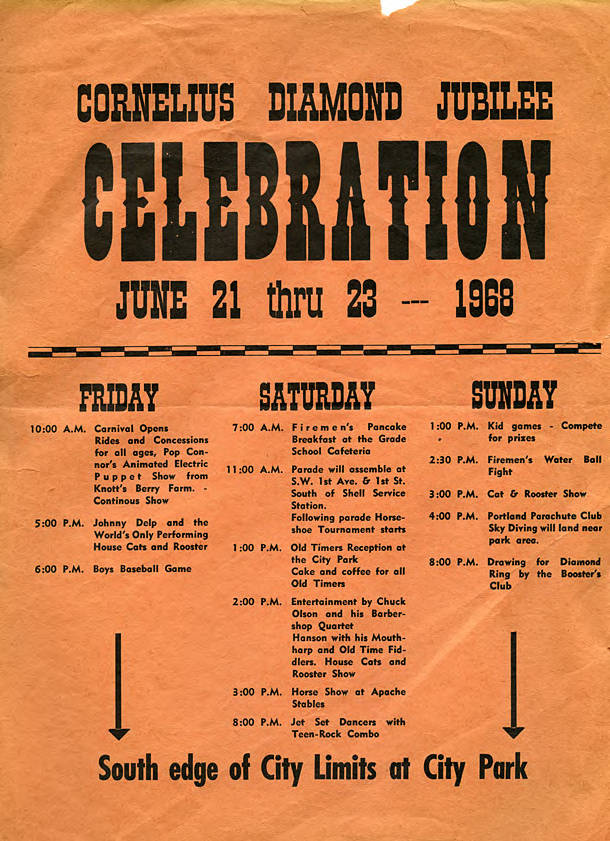 CORNELIUS DIAMOND JUBILEE
CELEBRATION
JUNE 21 thru 23 --- 1968
FRIDAY
10:00 A.M. Carnival Opens
Rides and Concessions
for all ages, Pop Con-
nor's Animated Electric
Puppet Show from
Knott's Berry Farm. -
Continous Show
5:00 P.M. Johnny Delp and the
World's Only Performing
House Cats and Rooster
6:00 P.M. Boys Baseball Game
SATURDAY
7:00 A.M. Firemen's Pancake
Breakfast at the Grade
School Cafeteria
11:00 A.M. Parade will assemble at
S.W. 1st Ave. & 1st St.
South of Shell Service
Station.
Following parade Horse-
shoe Tournament starts
1:00 P.M. Old Timers Reception at
the City Park
Cake and coffee for all
Old Timers
2:00 P.M. Entertainment by Chuck
Olson and his Barber-
shop Quartet
Hanson with his Mouth-
harp and Old Time Fid-
dlers. House Cats and
Rooster Show
3:00 P.M. Horse Show at Apache
Stables
8:00 P.M. Jet Set Dancers with
Teen-Rock Combo
SUNDAY
1:00 P.M. Kid games - Compete
for prizes
2:30 P.M. Firemen's Water Ball
Fight
3:00 P.M. Cat & Rooster Show
4:00 P.M. Portland Parachute Club
Sky Diving will land near
park area.
8:00 P.M. Drawing for Diamond
Ring by the Booster's
Club
South edge of City Limits at City Park